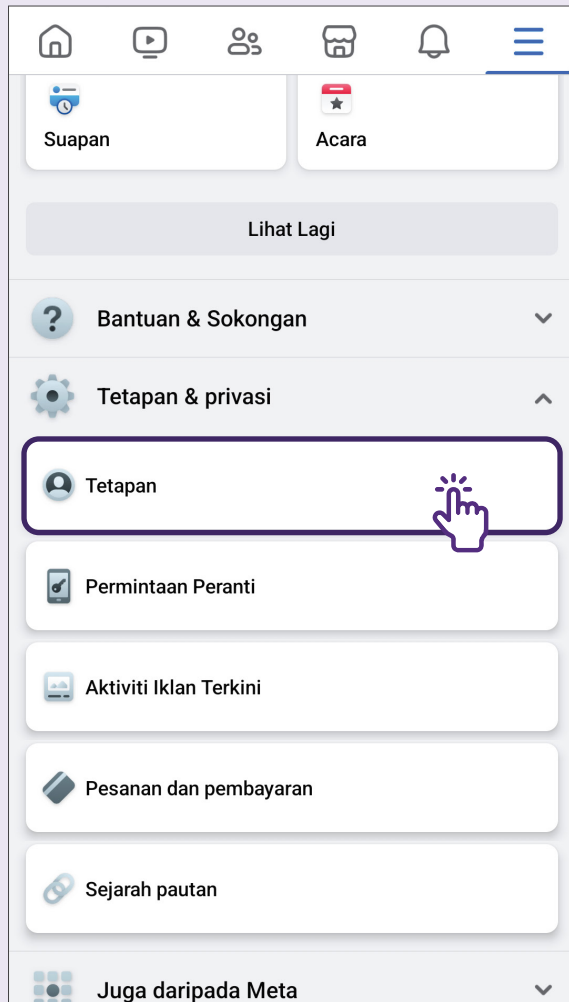 Suapan
Acara
Lihat Lagi
Bantuan & Sokongan
Tetapan & privasi
Tetapan
Permintaan Peranti
Aktiviti Iklan Terkini
Pesanan dan pembayaran
Sejarah pautan
Juga daripada Meta